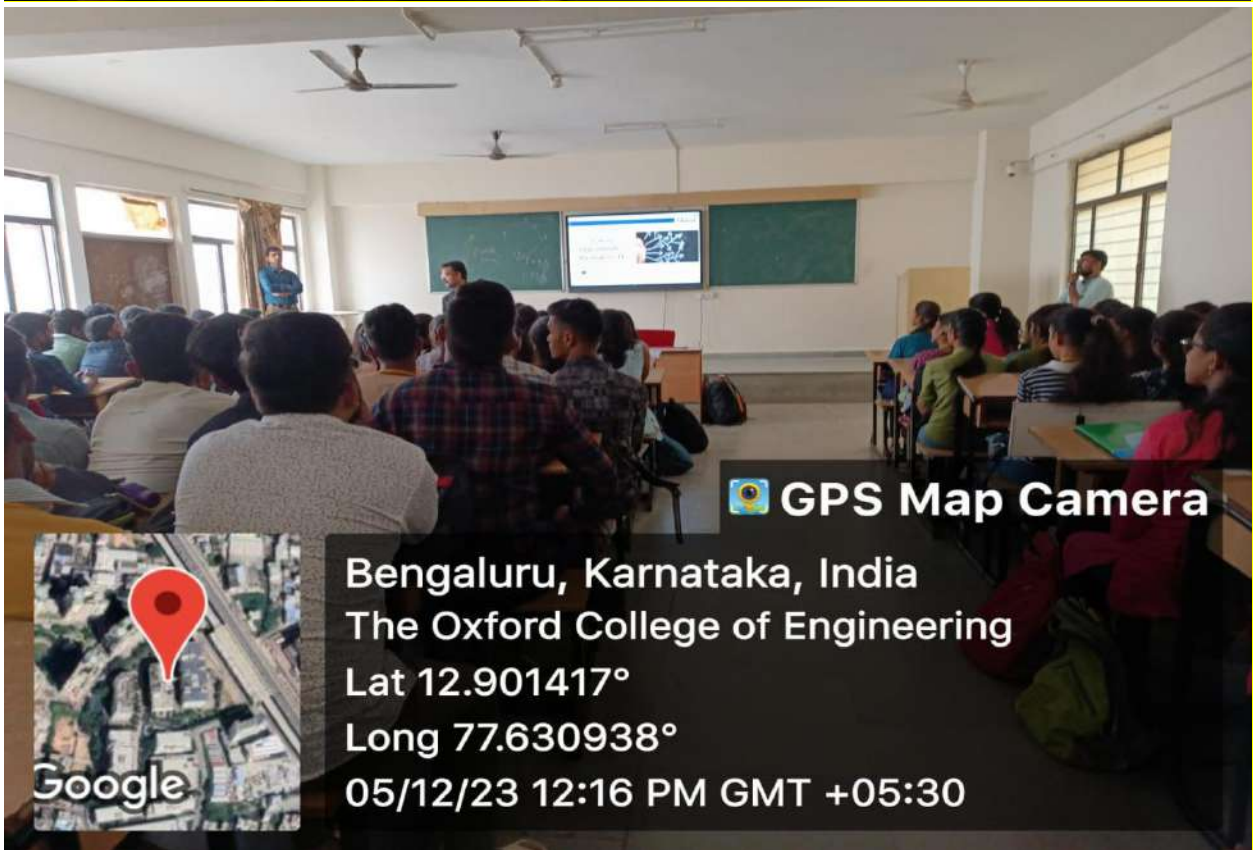 GPS Map Camera
Bengaluru, Karnataka, India
The Oxford College of Engineering
Lat 12.901417°
Long 77.630938°
05/12/23 12:16 PM GMT +05:30
Google